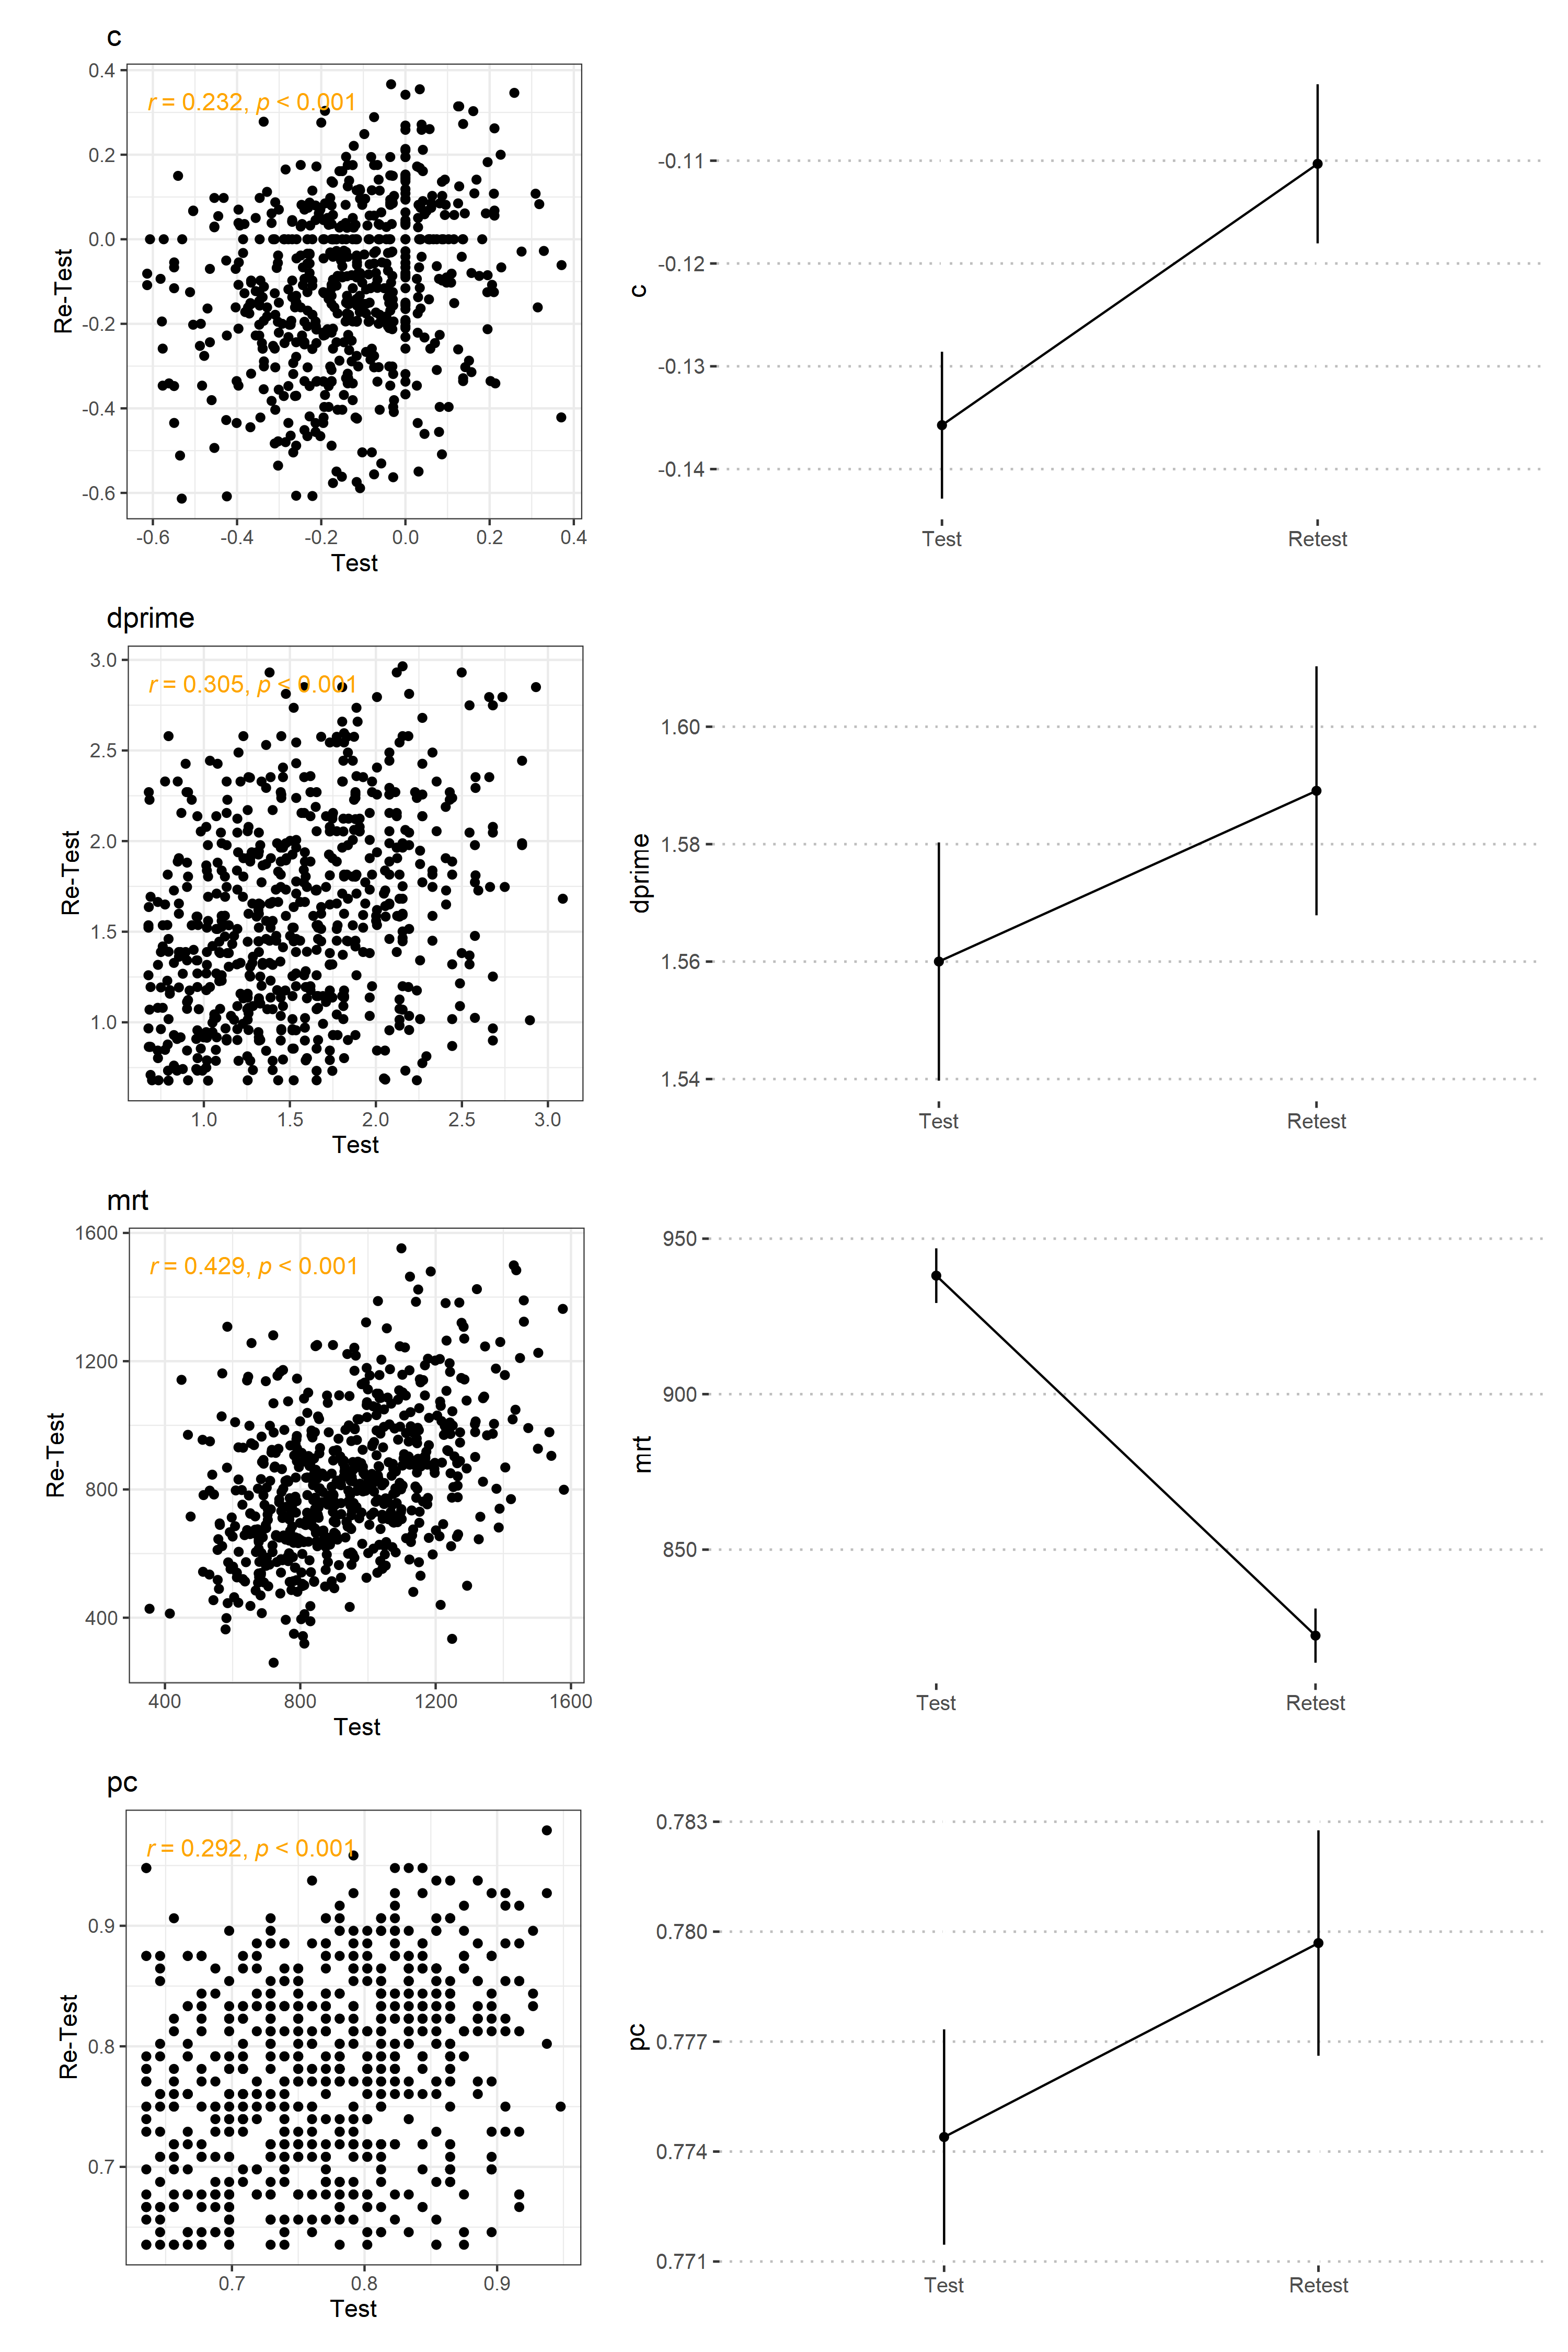 c
r = 0.232, p < 0.001
0.4
0.2
0.0
-0.2
-0.4
-0.6
Re-Test
-0.6 -0.4 -0.2 0.0 0.2 0.4
Test
-0.11
-0.12
-0.13
-0.14
c
Test Retest
dprime
r = 0.305, p < 0.001
3.0
2.5
2.0
1.5
1.0
Re-Test
1.0 1.5 2.0 2.5 3.0
Test
1.60
1.58
1.56
1.54
dprime
Test Retest
mrt
r = 0.429, p < 0.001
1600
1200
800
400
Re-Test
400 800 1200 1600
Test
950
900
850
mrt
Test Retest
pc
r = 0.292, p < 0.001
0.9
0.8
0.7
Re-Test
0.7 0.8 0.9
Test
0.783
0.780
0.777
0.774
0.771
pc
Test Retest